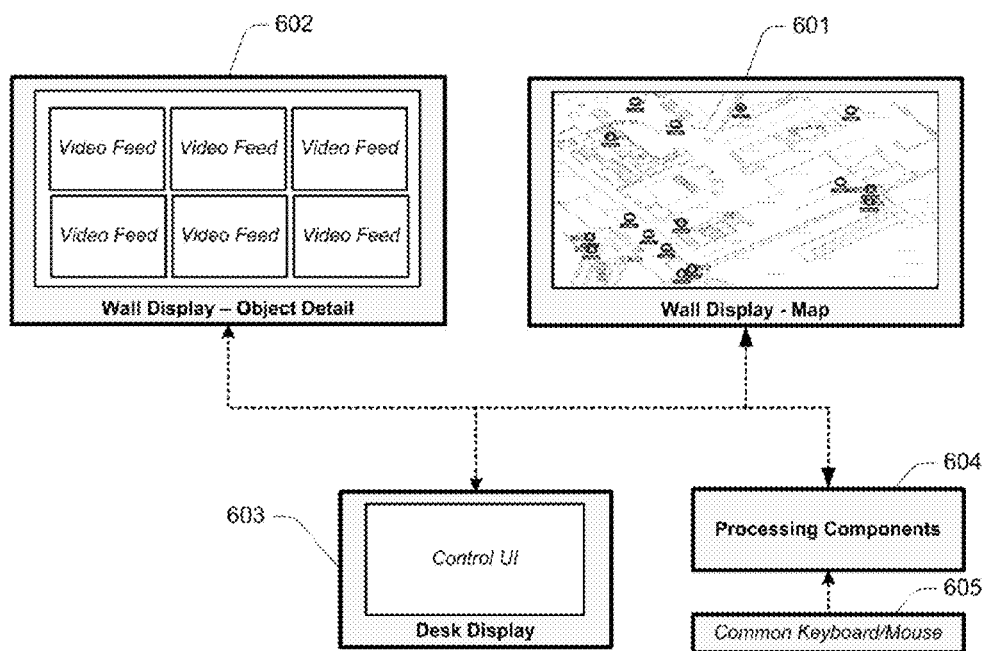 602
601
Video Feed Video Feed Video Feed
Video Feed Video Feed Video Feed
Wall Display – Object Detail
Wall Display - Map
604
603
Processing Components
Control UI
605
Desk Display
Common Keyboard/Mouse